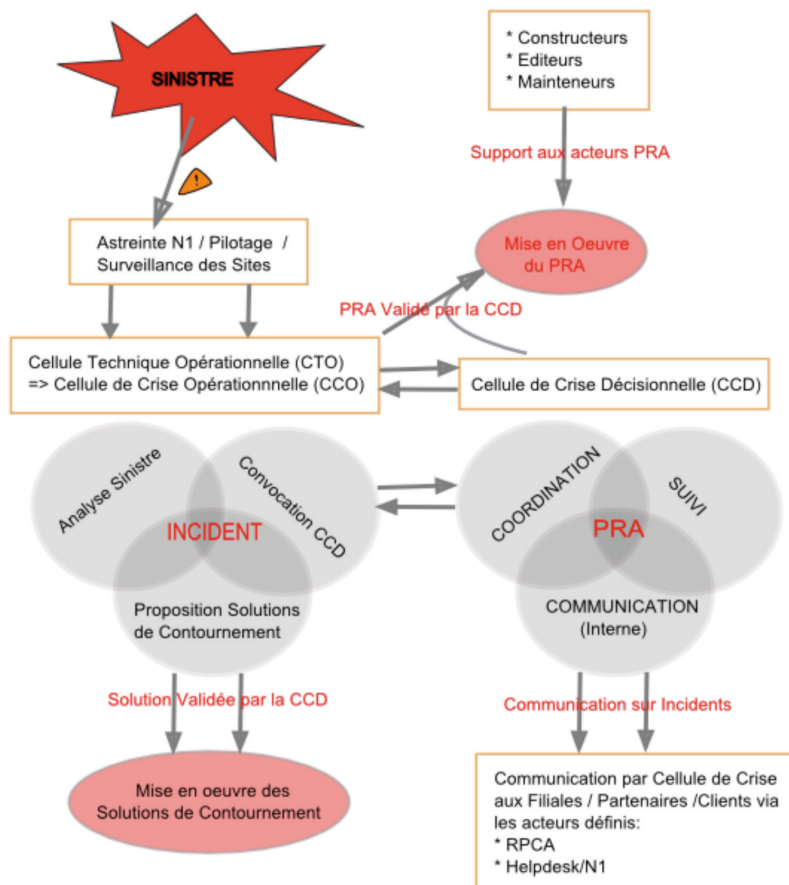 SINISTRE
* Constructeurs
* Editeurs
* Mainteneurs
Support aux acteurs PRA
!
Astreinte N1 / Pilotage /
Surveillance des Sites
Mise en Oeuvre
du PRA
PRA Validé par la CCD
Cellule Technique Opérationnelle (CTO)
=> Cellule de Crise Opérationnnelle (CCO)
Cellule de Crise Décisionnelle (CCD)
Analyse Sinistre
Convocation CCD
INCIDENT
Proposition Solutions
de Contournement
COORDINATION
SUIVI
PRA
COMMUNICATION
(Interne)
Solution Validée par la CCD
Communication sur Incidents
Mise en oeuvre des
Solutions de Contournement
Communication par Cellule de Crise
aux Filiales / Partenaires /Clients via
les acteurs définis:
* RPCA
* Helpdesk/N1